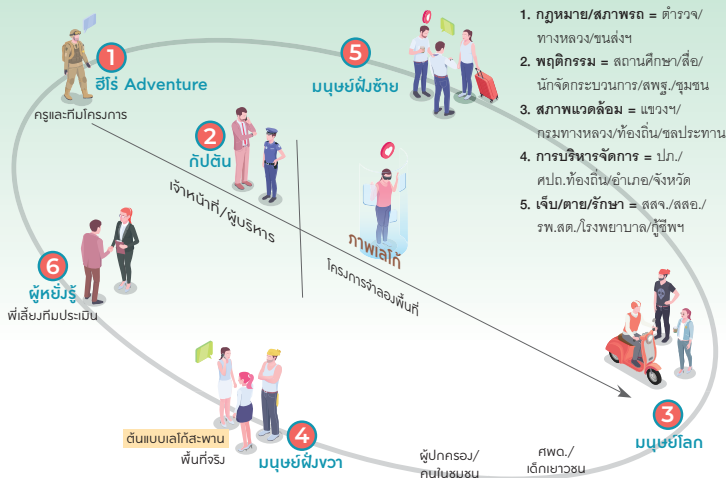 1
ฮีโร่ Adventure
ครูและทีมโครงการ
2
กัปตัน
เจ้าหน้าที่/ผู้บริหาร
5
มนุษย์ฝั่งซ้าย
1. กฎหมาย/สภาพรถ = ตำรวจ/
ทางหลวง/ขนส่งฯ
2. พฤติกรรม = สถานศึกษา/สื่อ/
นักจัดกระบวนการ/สพฐ./ชุมชน
3. สภาพแวดล้อม = แขวงฯ/
กรมทางหลวง/ท้องถิ่น/ชลประทาน
4. การบริหารจัดการ = ปภ./
ศปถ.ท้องถิ่น/อำเภอ/จังหวัด
5. เจ็บ/ตาย/รักษา = สสจ./สสอ./
รพ.สต./โรงพยาบาล/กู้ชีพฯ
ภาพเลโก้
โครงการจำลองพื้นที่
6
ผู้หยั่งรู้
พี่เลี้ยงทีมประเมิน
ต้นแบบเลโก้สะพาน
พื้นที่จริง
4
มนุษย์ฝั่งขวา
3
มนุษย์โลก
ผู้ปกครอง/
คนในชุมชน
ศพด./
เด็กเยาวชน